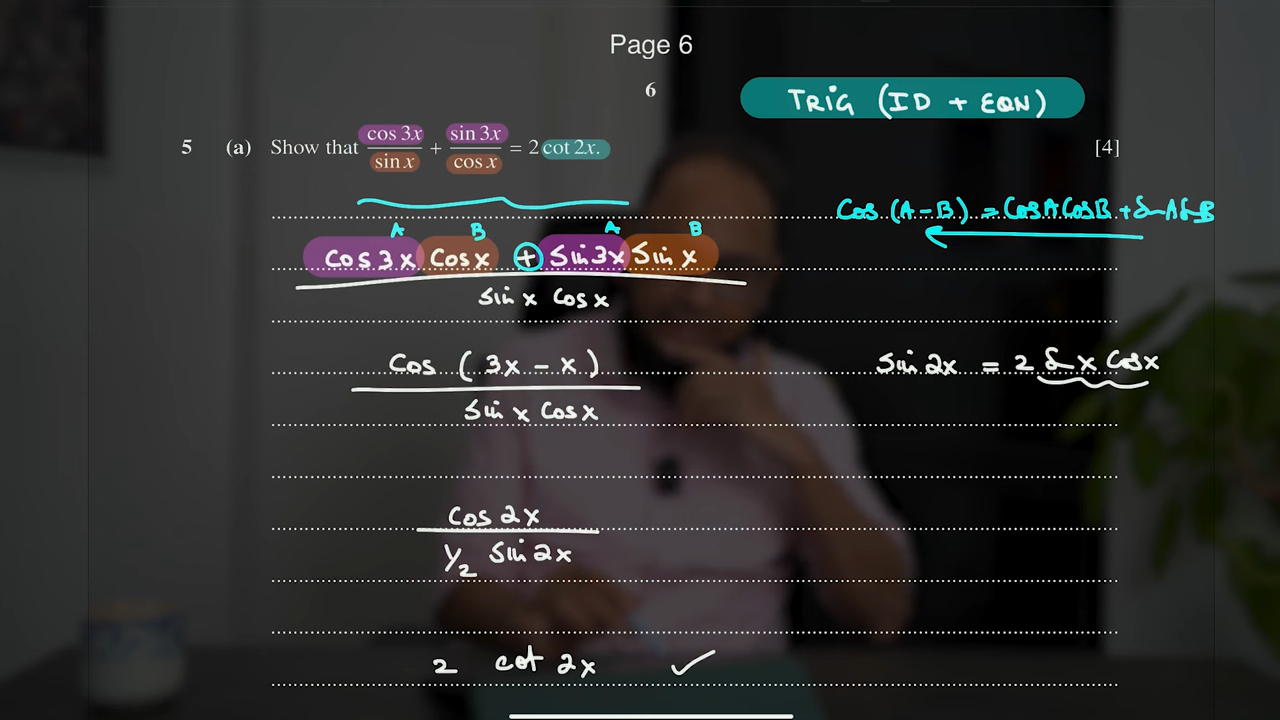 Page 6
6
TRIG (ID + EQN)
5 (a) Show that cos 3x / sin x + sin 3x / cos x = 2 cot 2x. [4]
Cos (A - B) = CosA CosB + SinA SinB
A B A B
Cos 3x Cos x + Sin 3x Sin x
Sin x Cos x
Cos (3x - x)
Sin 2x = 2 Sin x Cos x
Sin x Cos x
Cos 2x
1/2 Sin 2x
2 cot 2x ✓